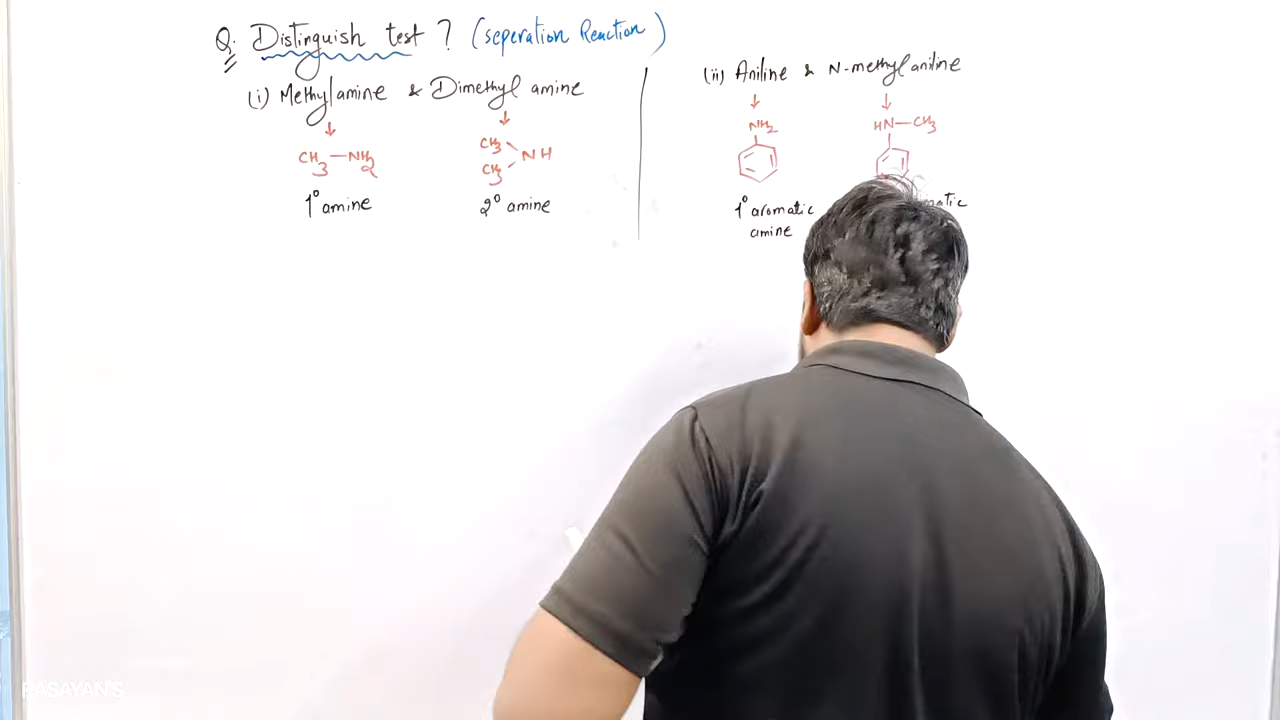 Q. Distinguish test ? (seperation Reaction)
(i) Methylamine & Dimethyl amine
CH3 — NH2
CH3
CH3
NH
1° amine
2° amine
(ii) Aniline & N-methylaniline
NH2
HN—CH3
1° aromatic
amine
RASAYAN'S